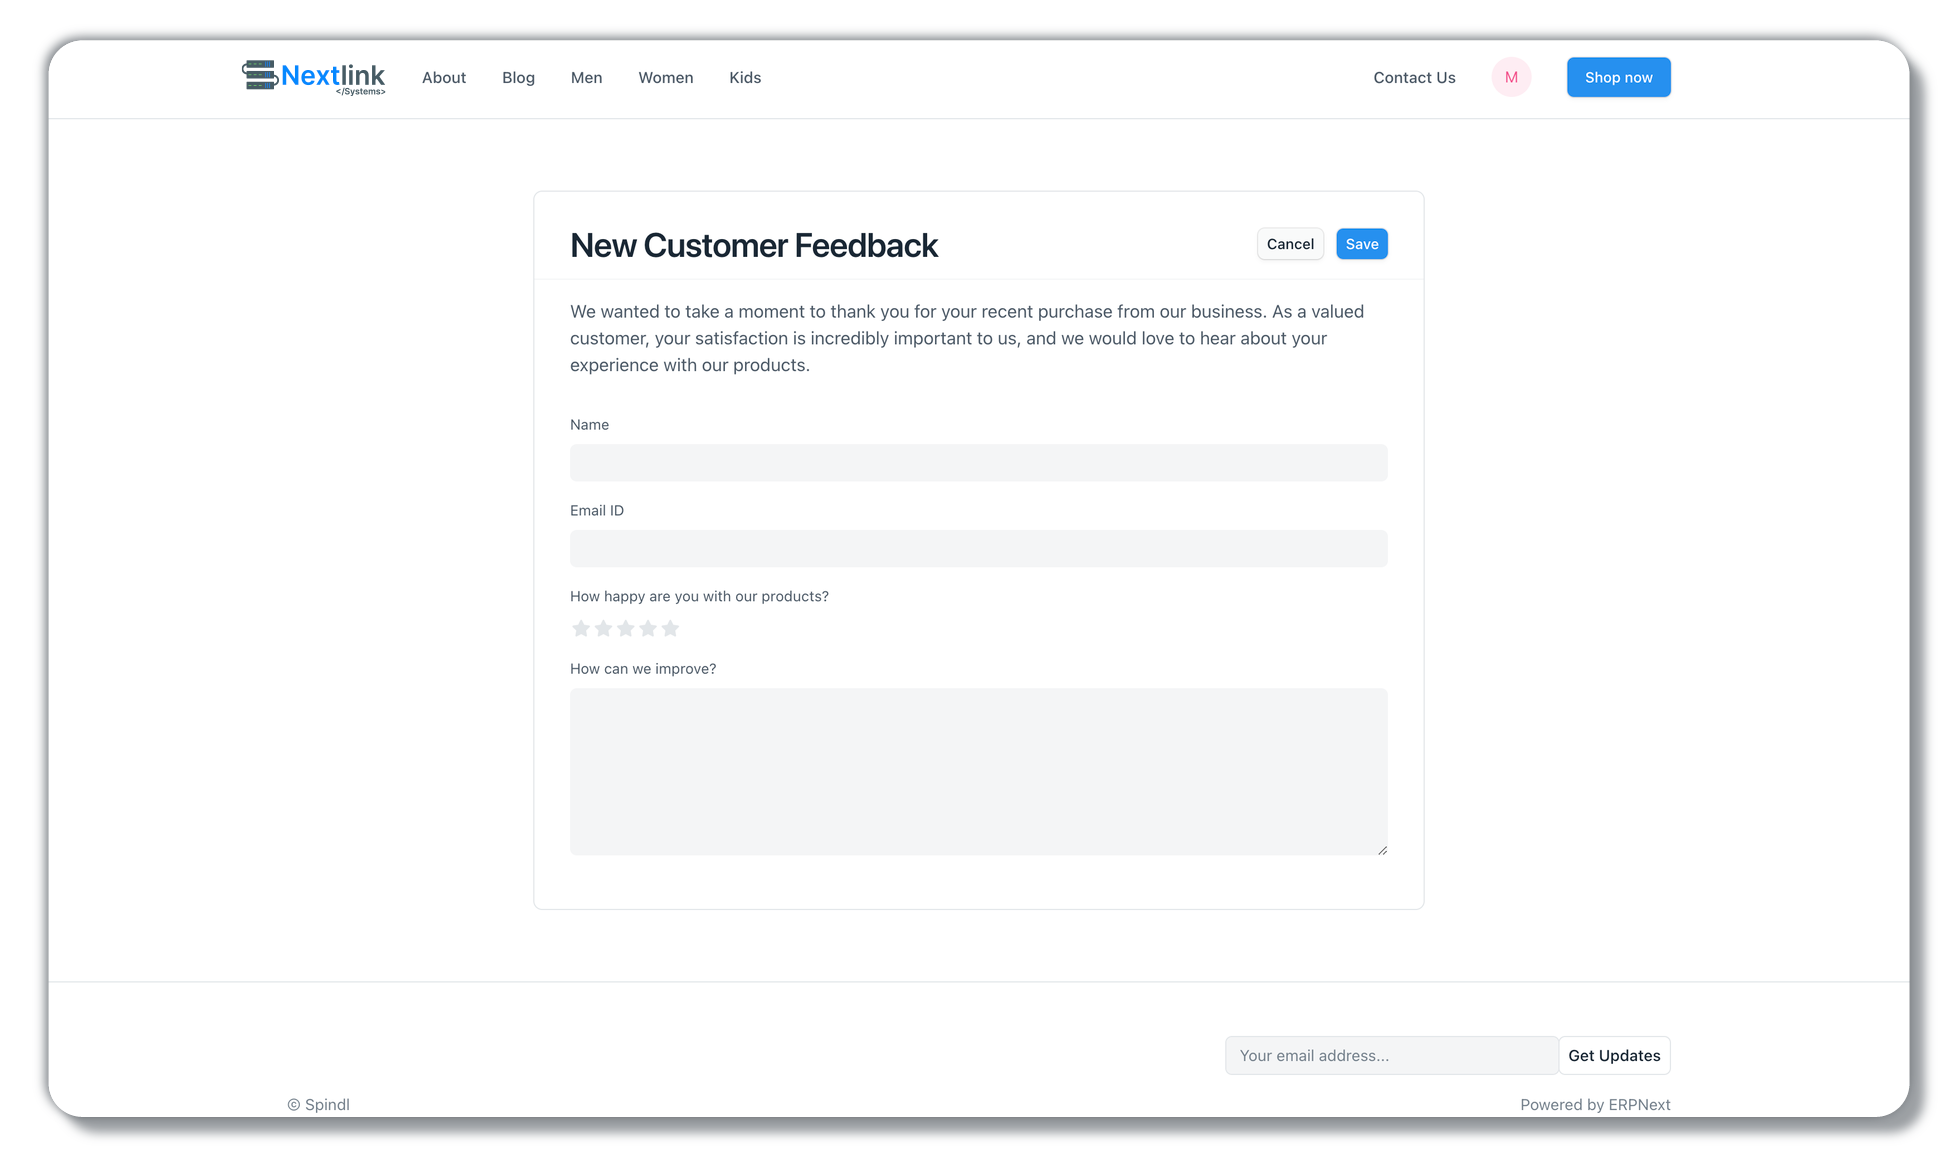 Nextlink
</Systems>
About
Blog
Men
Women
Kids
Contact Us
M
Shop now
New Customer Feedback
Cancel
Save
We wanted to take a moment to thank you for your recent purchase from our business. As a valued
customer, your satisfaction is incredibly important to us, and we would love to hear about your
experience with our products.
Name
Email ID
How happy are you with our products?
How can we improve?
Your email address...
Get Updates
© Spindl
Powered by ERPNext